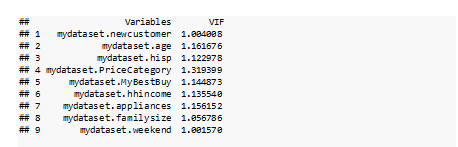 ##                Variables      VIF
## 1  mydataset.newcustomer 1.004008
## 2          mydataset.age 1.161676
## 3         mydataset.hisp 1.122978
## 4 mydataset.PriceCategory 1.319399
## 5    mydataset.MyBestBuy 1.144873
## 6     mydataset.hhincome 1.135540
## 7   mydataset.appliances 1.156152
## 8   mydataset.familysize 1.056786
## 9      mydataset.weekend 1.001570